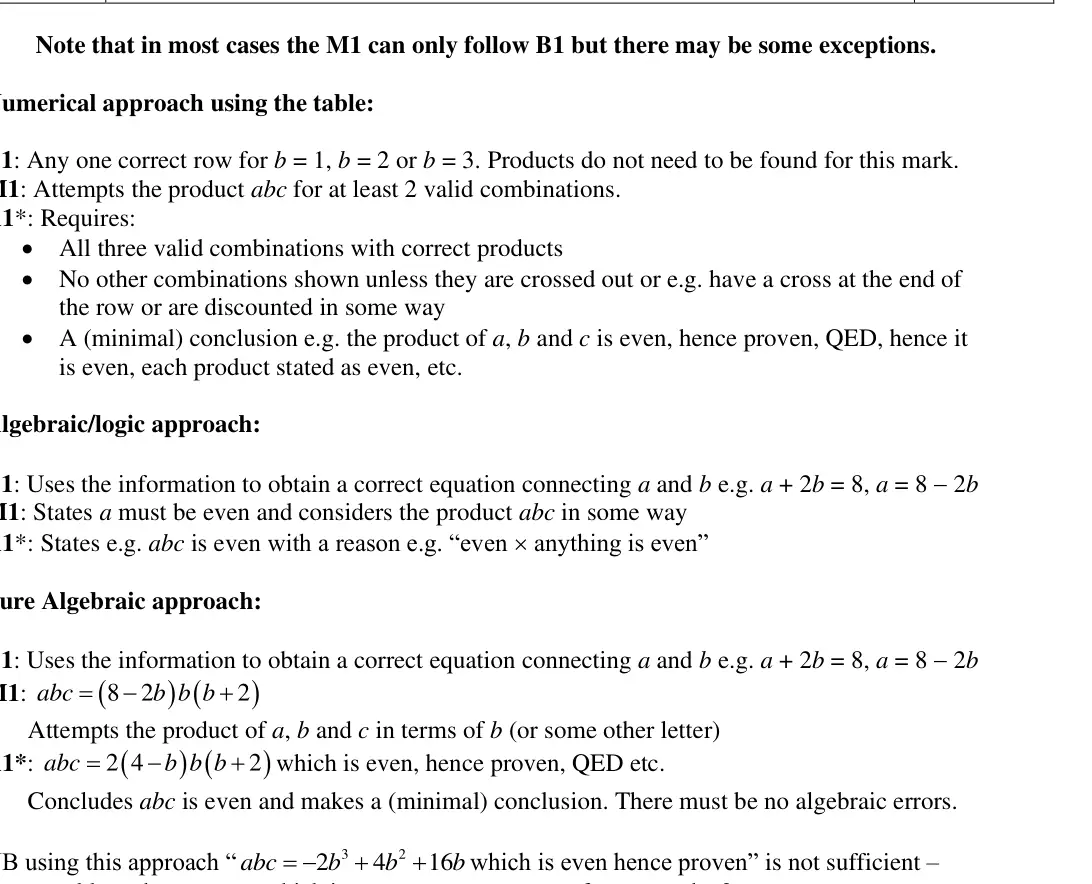 Note that in most cases the M1 can only follow B1 but there may be some exceptions.
umerical approach using the table:
1: Any one correct row for b = 1, b = 2 or b = 3. Products do not need to be found for this mark.
M1: Attempts the product abc for at least 2 valid combinations.
1*: Requires:
• All three valid combinations with correct products
• No other combinations shown unless they are crossed out or e.g. have a cross at the end of
the row or are discounted in some way
• A (minimal) conclusion e.g. the product of a, b and c is even, hence proven, QED, hence it
is even, each product stated as even, etc.
lgebraic/logic approach:
1: Uses the information to obtain a correct equation connecting a and b e.g. a + 2b = 8, a = 8 – 2b
M1: States a must be even and considers the product abc in some way
1*: States e.g. abc is even with a reason e.g. “even × anything is even”
ure Algebraic approach:
1: Uses the information to obtain a correct equation connecting a and b e.g. a + 2b = 8, a = 8 – 2b
M1: abc = (8 − 2b)b(b + 2)
Attempts the product of a, b and c in terms of b (or some other letter)
1*: abc = 2(4 − b)b(b + 2) which is even, hence proven, QED etc.
Concludes abc is even and makes a (minimal) conclusion. There must be no algebraic errors.
B using this approach “ abc = −2b³ + 4b² + 16b which is even hence proven” is not sufficient –